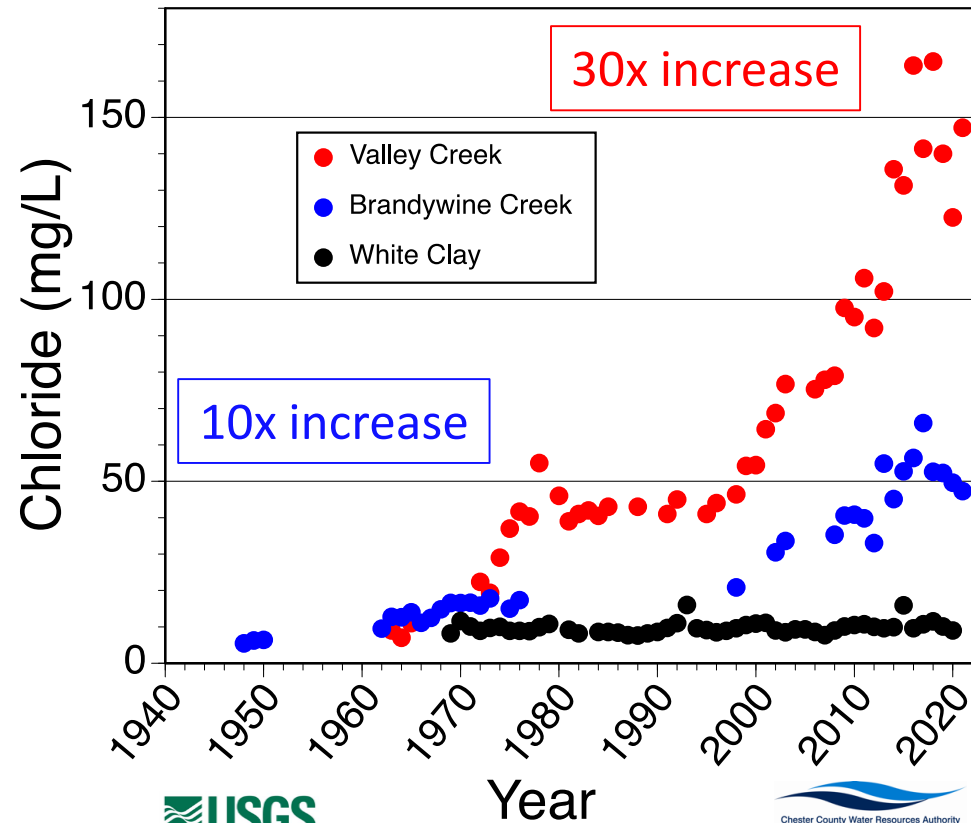 30x increase
Valley Creek
Brandywine Creek
White Clay
10x increase
Chloride (mg/L)
150
100
50
0
1940 1950 1960 1970 1980 1990 2000 2010 2020
Year
USGS
Chester County Water Resources Authority